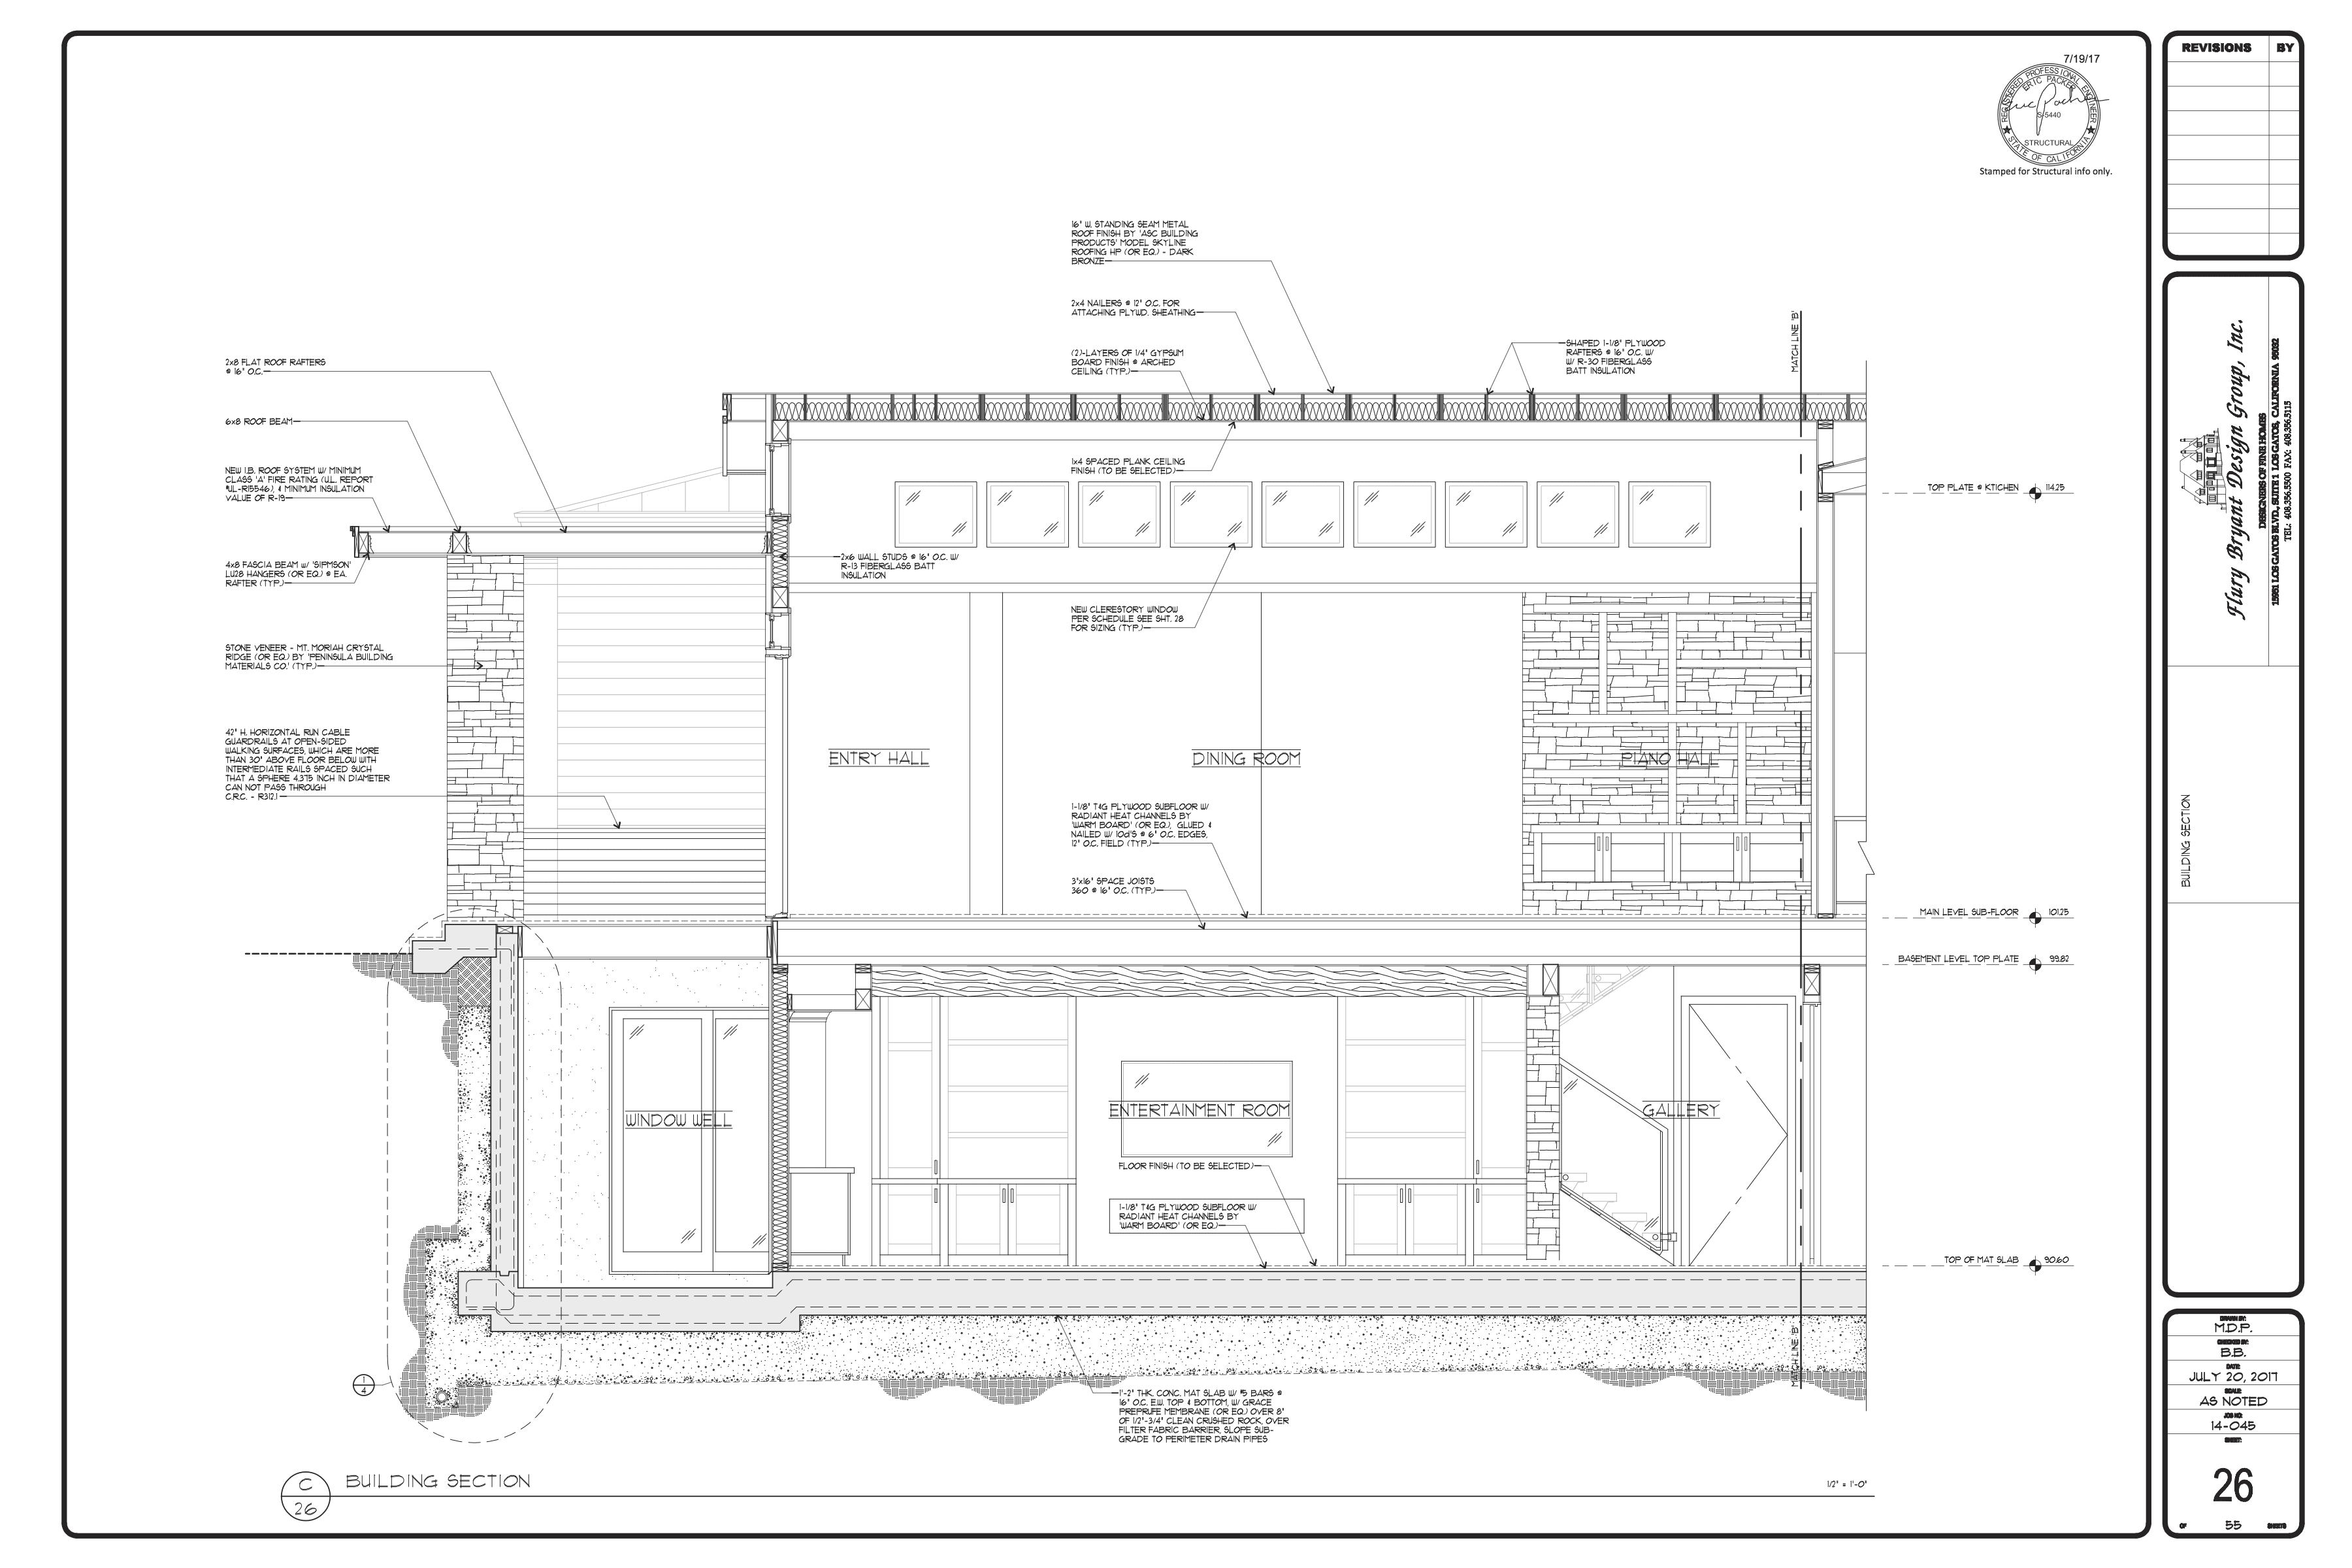 7/19/17
REGISTERED PROFESSIONAL ENGINEER
ERIC PACKER
S-5440
STRUCTURAL
STATE OF CALIFORNIA
Stamped for Structural info only.
REVISIONS BY
16" W. STANDING SEAM METAL
ROOF FINISH BY 'ASC BUILDING
PRODUCTS' MODEL SKYLINE
ROOFING HP (OR EQ.) - DARK
BRONZE
2x4 NAILERS @ 12" O.C. FOR
ATTACHING PLYWD. SHEATHING
(2)-LAYERS OF 1/4" GYPSUM
BOARD FINISH @ ARCHED
CEILING (TYP.)
SHAPED 1-1/8" PLYWOOD
RAFTERS @ 16" O.C. W/
W/ R-30 FIBERGLASS
BATT INSULATION
MATCH LINE 'B'
2x8 FLAT ROOF RAFTERS
@ 16" O.C.
6x8 ROOF BEAM
NEW I.B. ROOF SYSTEM W/ MINIMUM
CLASS 'A' FIRE RATING (U.L. REPORT
#UL-R15546), & MINIMUM INSULATION
VALUE OF R-19
4x8 FASCIA BEAM w/ 'SIPMSON'
LU28 HANGERS (OR EQ.) @ EA.
RAFTER (TYP.)
STONE VENEER - MT. MORIAH CRYSTAL
RIDGE (OR EQ.) BY 'PENINSULA BUILDING
MATERIALS CO.' (TYP.)
42" H. HORIZONTAL RUN CABLE
GUARDRAILS AT OPEN-SIDED
WALKING SURFACES, WHICH ARE MORE
THAN 30" ABOVE FLOOR BELOW WITH
INTERMEDIATE RAILS SPACED SUCH
THAT A SPHERE 4.375 INCH IN DIAMETER
CAN NOT PASS THROUGH
C.R.C. - R312.1
1x4 SPACED PLANK CEILING
FINISH (TO BE SELECTED)
2x6 WALL STUDS @ 16" O.C. W/
R-13 FIBERGLASS BATT
INSULATION
NEW CLERESTORY WINDOW
PER SCHEDULE SEE SHT. 28
FOR SIZING (TYP.)
ENTRY HALL
DINING ROOM
PIANO HALL
1-1/8" T&G PLYWOOD SUBFLOOR W/
RADIANT HEAT CHANNELS BY
'WARM BOARD' (OR EQ.), GLUED &
NAILED W/ 10d'S @ 6" O.C. EDGES,
12" O.C. FIELD (TYP.)
3"x16" SPACE JOISTS
360 @ 16" O.C. (TYP.)
TOP PLATE @ KTICHEN 114.25
MAIN LEVEL SUB-FLOOR 101.25
BASEMENT LEVEL TOP PLATE 99.82
TOP OF MAT SLAB 90.60
WINDOW WELL
ENTERTAINMENT ROOM
GALLERY
FLOOR FINISH (TO BE SELECTED)
1-1/8" T&G PLYWOOD SUBFLOOR W/
RADIANT HEAT CHANNELS BY
'WARM BOARD' (OR EQ.)
MATCH LINE 'B'
1
4
1'-2" THK. CONC. MAT SLAB W/ #5 BARS @
16" O.C. E.W. TOP & BOTTOM, W/ GRACE
PREPRUFE MEMBRANE (OR EQ.) OVER 8"
OF 1/2"-3/4" CLEAN CRUSHED ROCK, OVER
FILTER FABRIC BARRIER, SLOPE SUB-
GRADE TO PERIMETER DRAIN PIPES
C
26
BUILDING SECTION
1/2" = 1'-0"
Flury Bryant Design Group, Inc.
DESIGNERS OF FINE HOMES
15981 LOS GATOS BLVD., SUITE 1 LOS GATOS, CALIFORNIA 95032
TEL: 408.356.5500 FAX: 408.356.5115
BUILDING SECTION
DRAWN BY:
M.D.P.
CHECKED BY:
B.B.
DATE:
JULY 20, 2017
SCALE:
AS NOTED
JOB NO:
14-045
SHEET:
26
OF 55 SHEETS